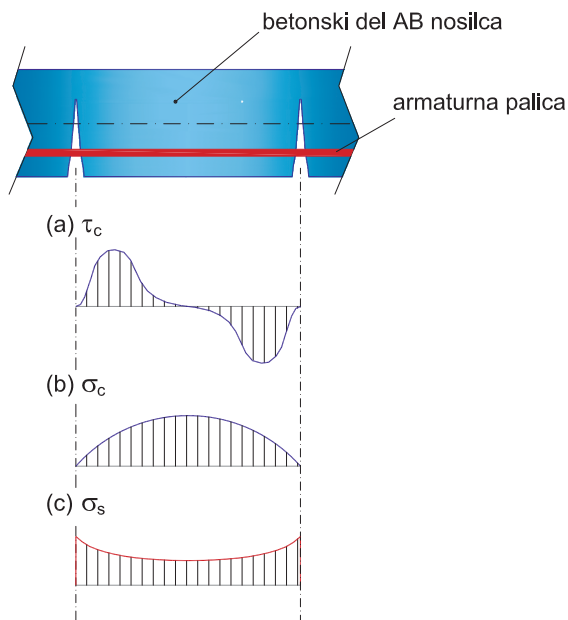 betonski del AB nosilca
armaturna palica
(a) τc
(b) σc
(c) σs